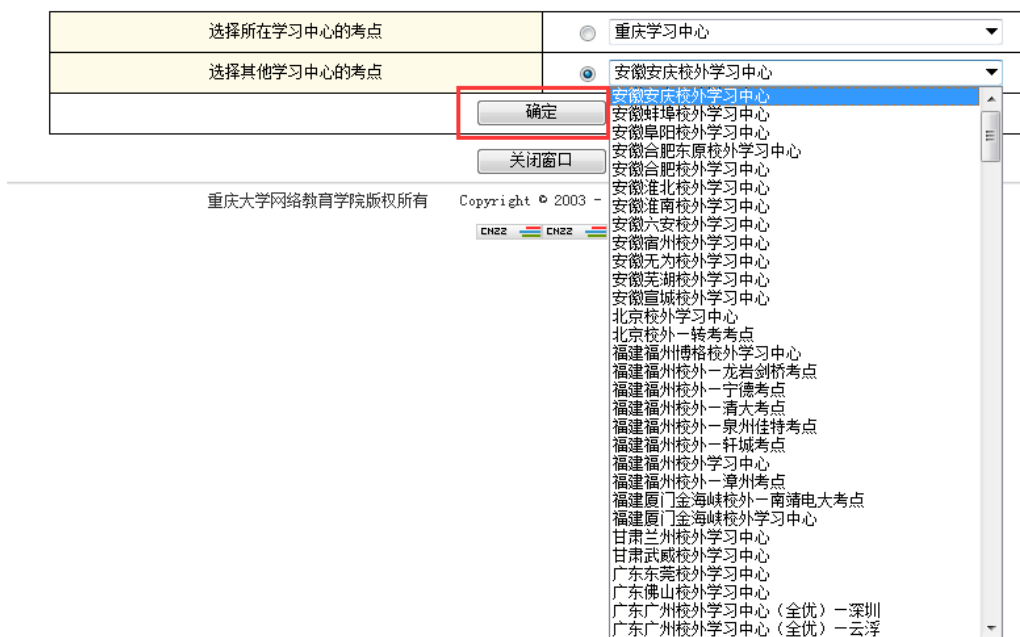 选择所在学习中心的考点 重庆学习中心
选择其他学习中心的考点 安徽安庆校外学习中心
确定
关闭窗口
重庆大学网络教育学院版权所有 Copyright © 2003 -
CNZZ CNZZ
安徽安庆校外学习中心
安徽蚌埠校外学习中心
安徽阜阳校外学习中心
安徽合肥东原校外学习中心
安徽合肥校外学习中心
安徽淮北校外学习中心
安徽淮南校外学习中心
安徽六安校外学习中心
安徽宿州校外学习中心
安徽无为校外学习中心
安徽芜湖校外学习中心
安徽宣城校外学习中心
北京校外学习中心
北京校外—转考考点
福建福州博格校外学习中心
福建福州校外—龙岩剑桥考点
福建福州校外—宁德考点
福建福州校外—清大考点
福建福州校外—泉州佳特考点
福建福州校外—轩城考点
福建福州校外学习中心
福建福州校外—漳州考点
福建厦门金海峡校外—南靖电大考点
福建厦门金海峡校外学习中心
甘肃兰州校外学习中心
甘肃武威校外学习中心
广东东莞校外学习中心
广东佛山校外学习中心
广东广州校外学习中心（全优）—深圳
广东广州校外学习中心（全优）—云浮